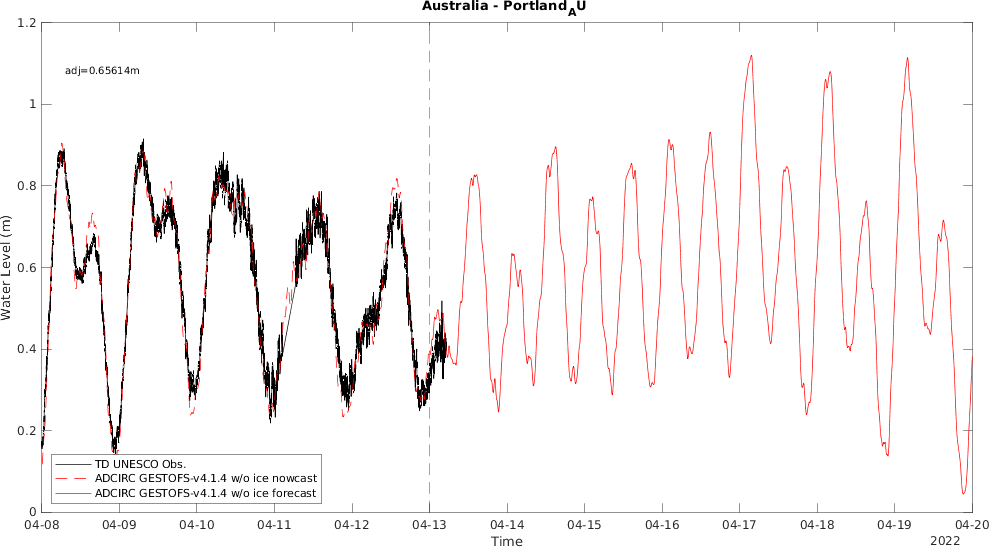 Australia - Portland_AU
1.2
adj=0.65614m
1
0.8
0.6
0.4
0.2
0
Water Level (m)
TD UNESCO Obs.
ADCIRC GESTOFS-v4.1.4 w/o ice nowcast
ADCIRC GESTOFS-v4.1.4 w/o ice forecast
04-08 04-09 04-10 04-11 04-12 04-13 04-14 04-15 04-16 04-17 04-18 04-19 04-20
Time
2022